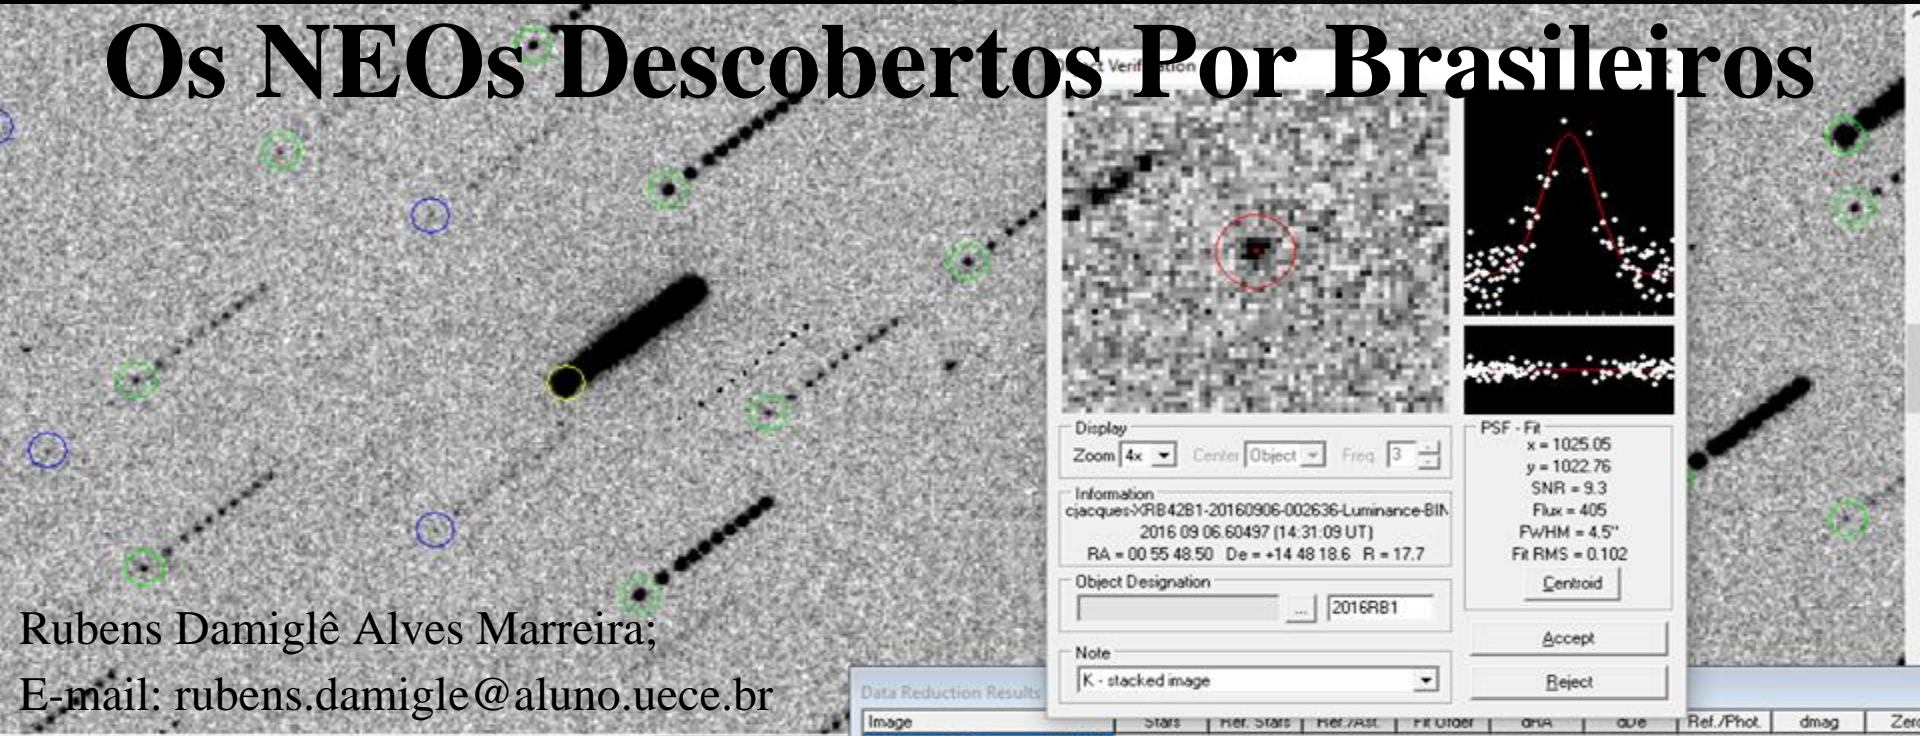 Os NEOs Descobertos Por Brasileiros
Verification
Display
Zoom 4x Center Object Freq. 3
Information
cjacques-XRB42B1-20160906-002636-Luminance-BIN
2016 09 06.60497 (14:31:09 UT)
RA = 00 55 48.50 De = +14 48 18.6 R = 17.7
Object Designation
... 2016RB1
Note
K - stacked image
PSF - Fit
x = 1025.05
y = 1022.76
SNR = 9.3
Flux = 405
FWHM = 4.5"
Fit RMS = 0.102
Centroid
Accept
Reject
Rubens Damiglê Alves Marreira;
E-mail: rubens.damigle@aluno.uece.br
Data Reduction Results
Image Stars Ref. Stars Ref./Ast. Fit Order dRA dDe Ref./Phot. dmag